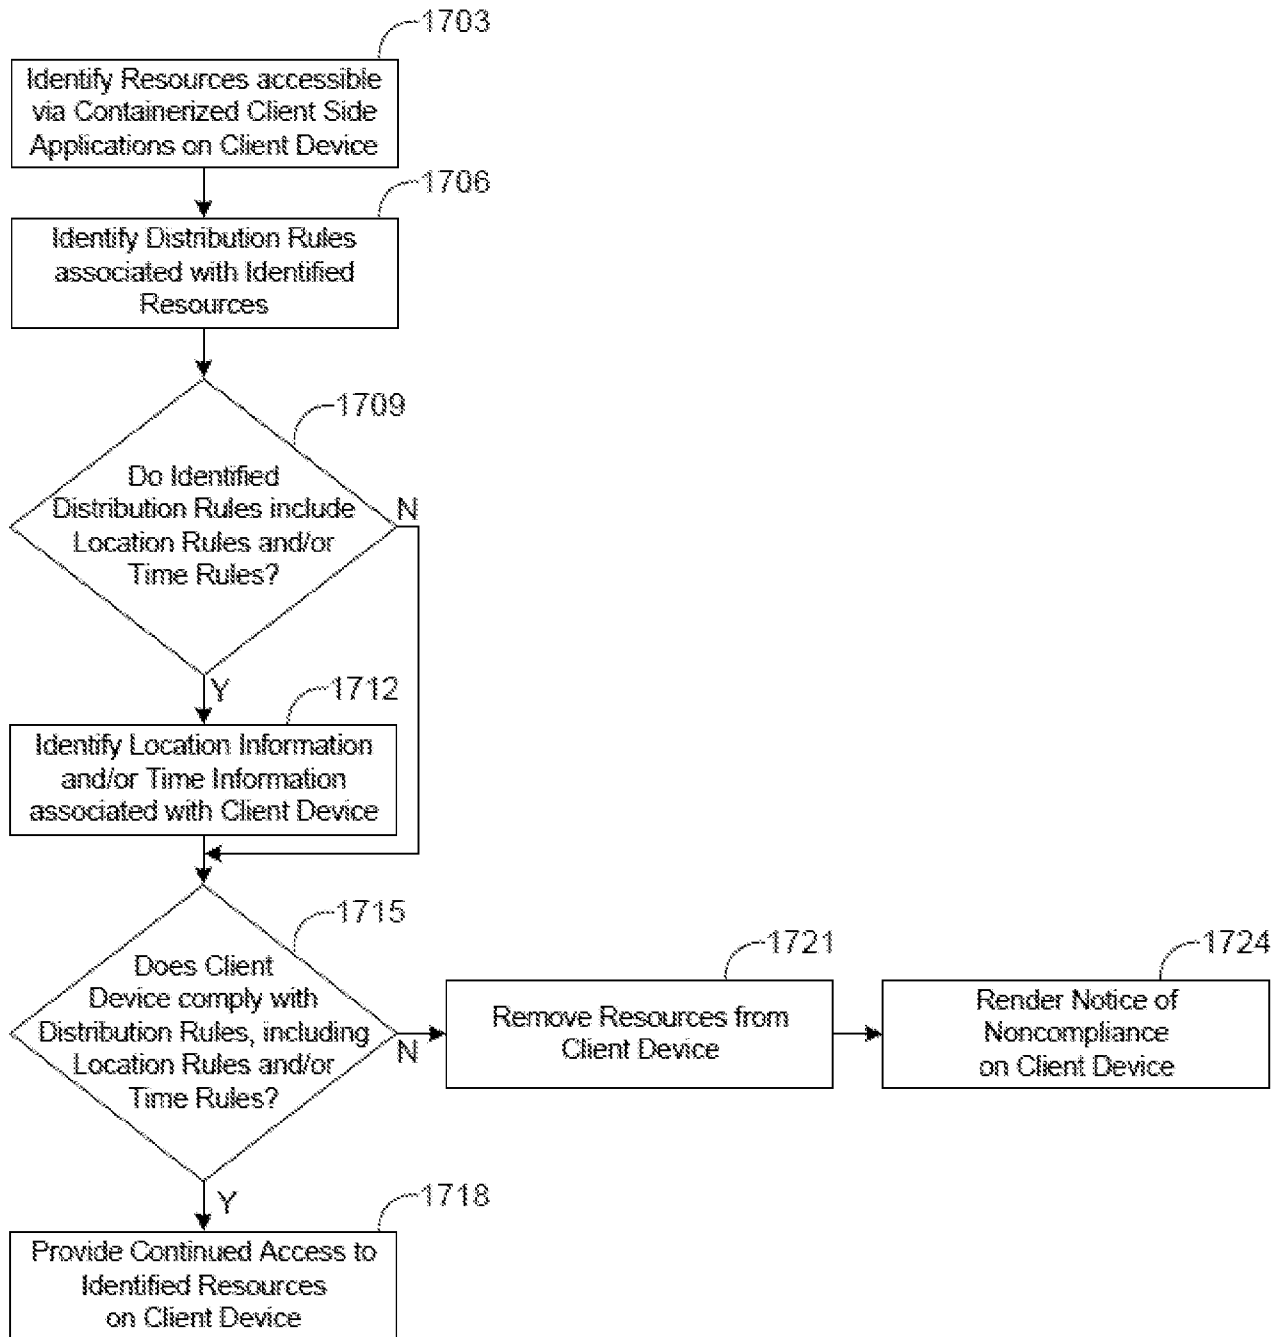 1703
Identify Resources accessible
via Containerized Client Side
Applications on Client Device
1706
Identify Distribution Rules
associated with Identified
Resources
1709
Do Identified
Distribution Rules include
Location Rules and/or
Time Rules?
N
Y
1712
Identify Location Information
and/or Time Information
associated with Client Device
1715
Does Client
Device comply with
Distribution Rules, including
Location Rules and/or
Time Rules?
N
Y
1721
Remove Resources from
Client Device
1724
Render Notice of
Noncompliance
on Client Device
1718
Provide Continued Access to
Identified Resources
on Client Device